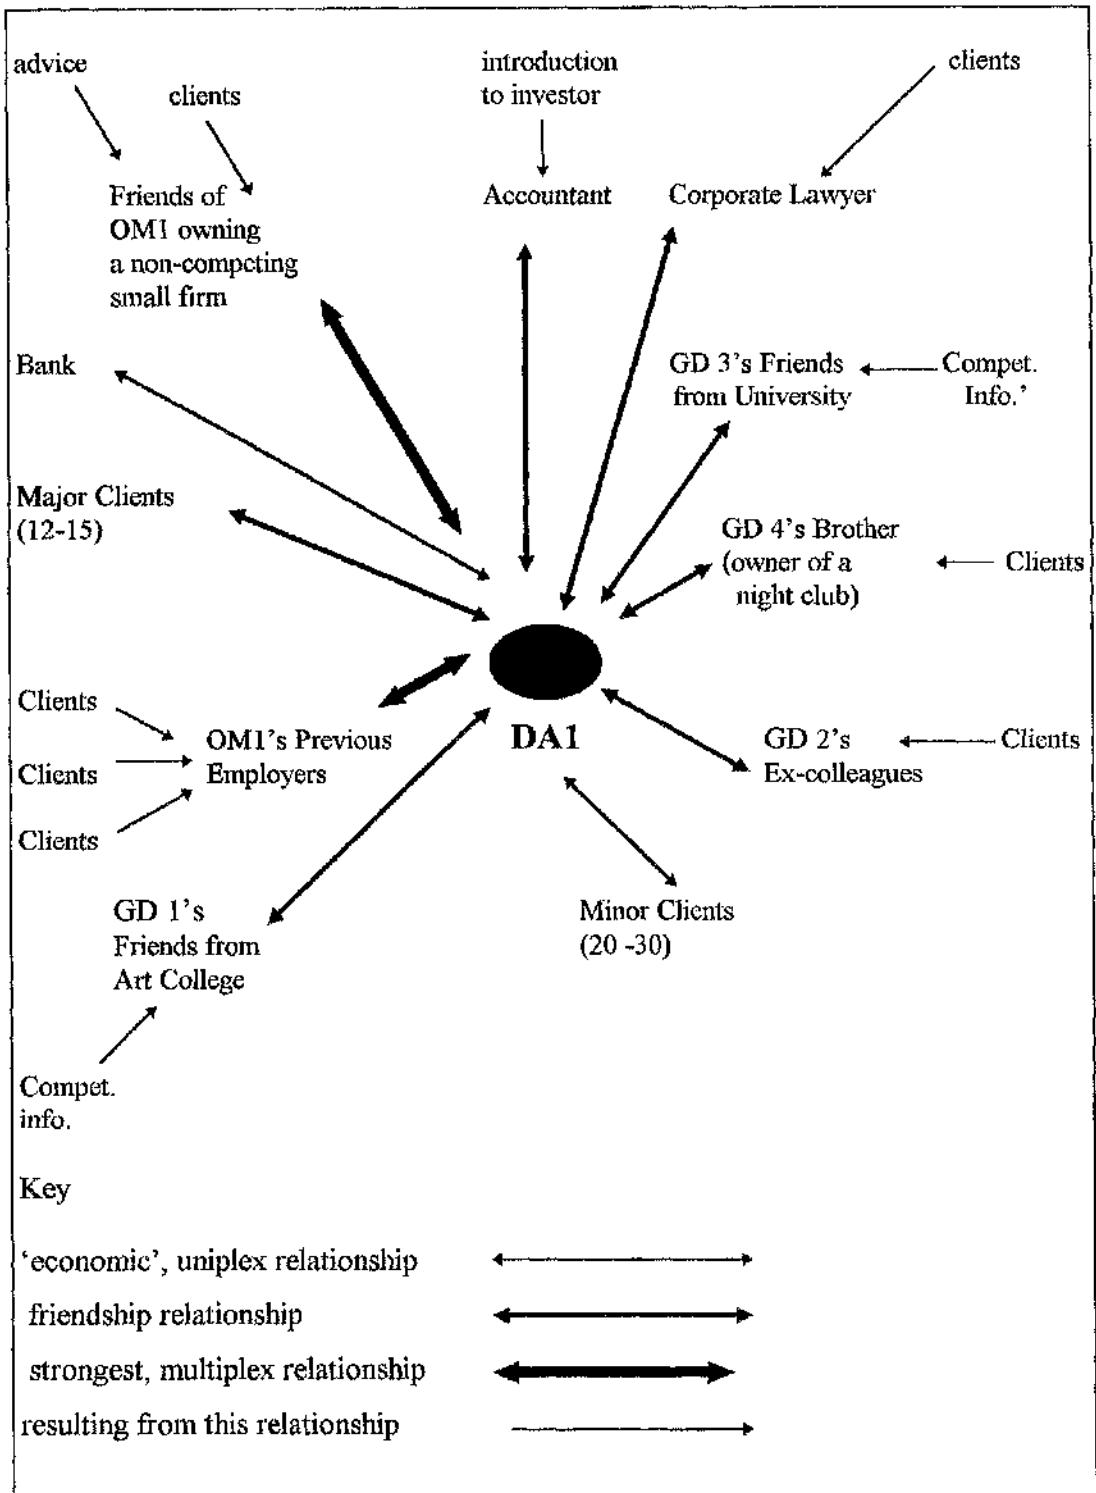 advice
clients
introduction
to investor
clients
Friends of
OM1 owning
a non-competing
small firm
Accountant
Corporate Lawyer
Bank
GD 3's Friends
from University
Compet.
Info.'
Major Clients
(12-15)
GD 4's Brother
(owner of a
night club)
Clients
Clients
Clients
Clients
OM1's Previous
Employers
DA1
GD 2's
Ex-colleagues
Clients
GD 1's
Friends from
Art College
Minor Clients
(20 -30)
Compet.
info.
Key
'economic', uniplex relationship
friendship relationship
strongest, multiplex relationship
resulting from this relationship